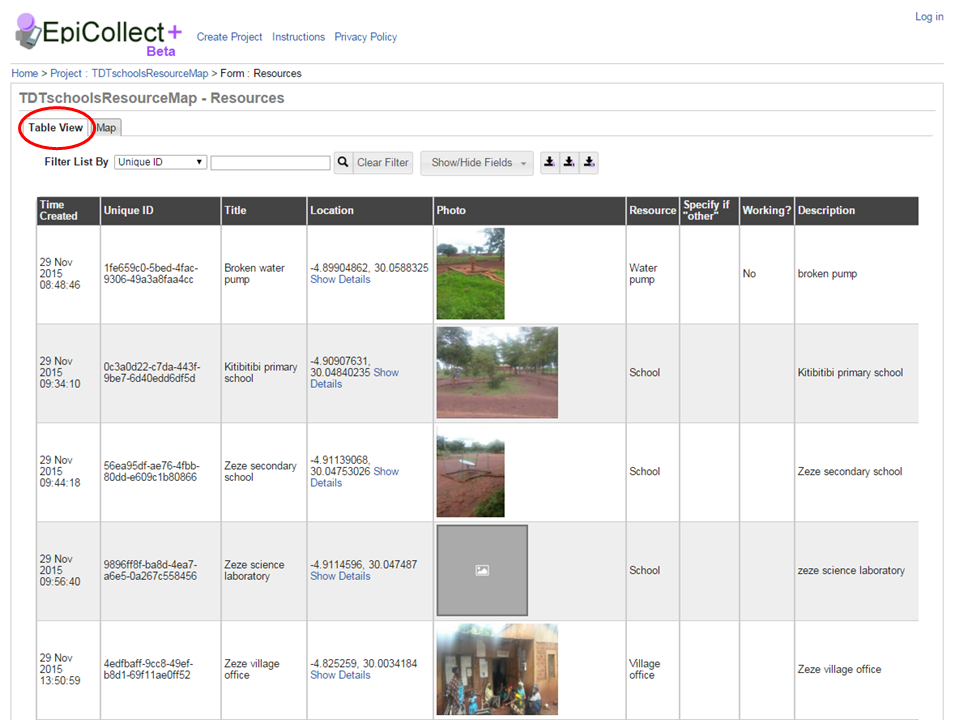 EpiCollect+
Beta
Create Project Instructions Privacy Policy
Log in
Home > Project : TDTschoolsResourceMap > Form : Resources
TDTschoolsResourceMap - Resources
Table View Map
Filter List By Unique ID Clear Filter Show/Hide Fields
Time
Created
Unique ID
Title
Location
Photo
Resource
Specify if
"other"
Working?
Description
29 Nov
2015
08:48:46
1fe659c0-5bed-4fac-
9306-49a3a8faa4cc
Broken water
pump
-4.89904862, 30.0588325
Show Details
Water
pump
No
broken pump
29 Nov
2015
09:34:10
0c3a0d22-c7da-443f-
9be7-6d40edd6df5d
Kitibitibi primary
school
-4.90907631,
30.04840235 Show
Details
School
Kitibitibi primary school
29 Nov
2015
09:44:18
56ea95df-ae76-4fbb-
80dd-e609c1b80866
Zeze secondary
school
-4.91139068,
30.04753026 Show
Details
School
Zeze secondary school
29 Nov
2015
09:56:40
9896ff8f-ba8d-4ea7-
a6e5-0a267c558456
Zeze science
laboratory
-4.9114596, 30.047487
Show Details
School
zeze science laboratory
29 Nov
2015
13:50:59
4edfbaff-9cc8-49ef-
b8d1-69f11ae0ff52
Zeze village
office
-4.825259, 30.0034184
Show Details
Village
office
Zeze village office